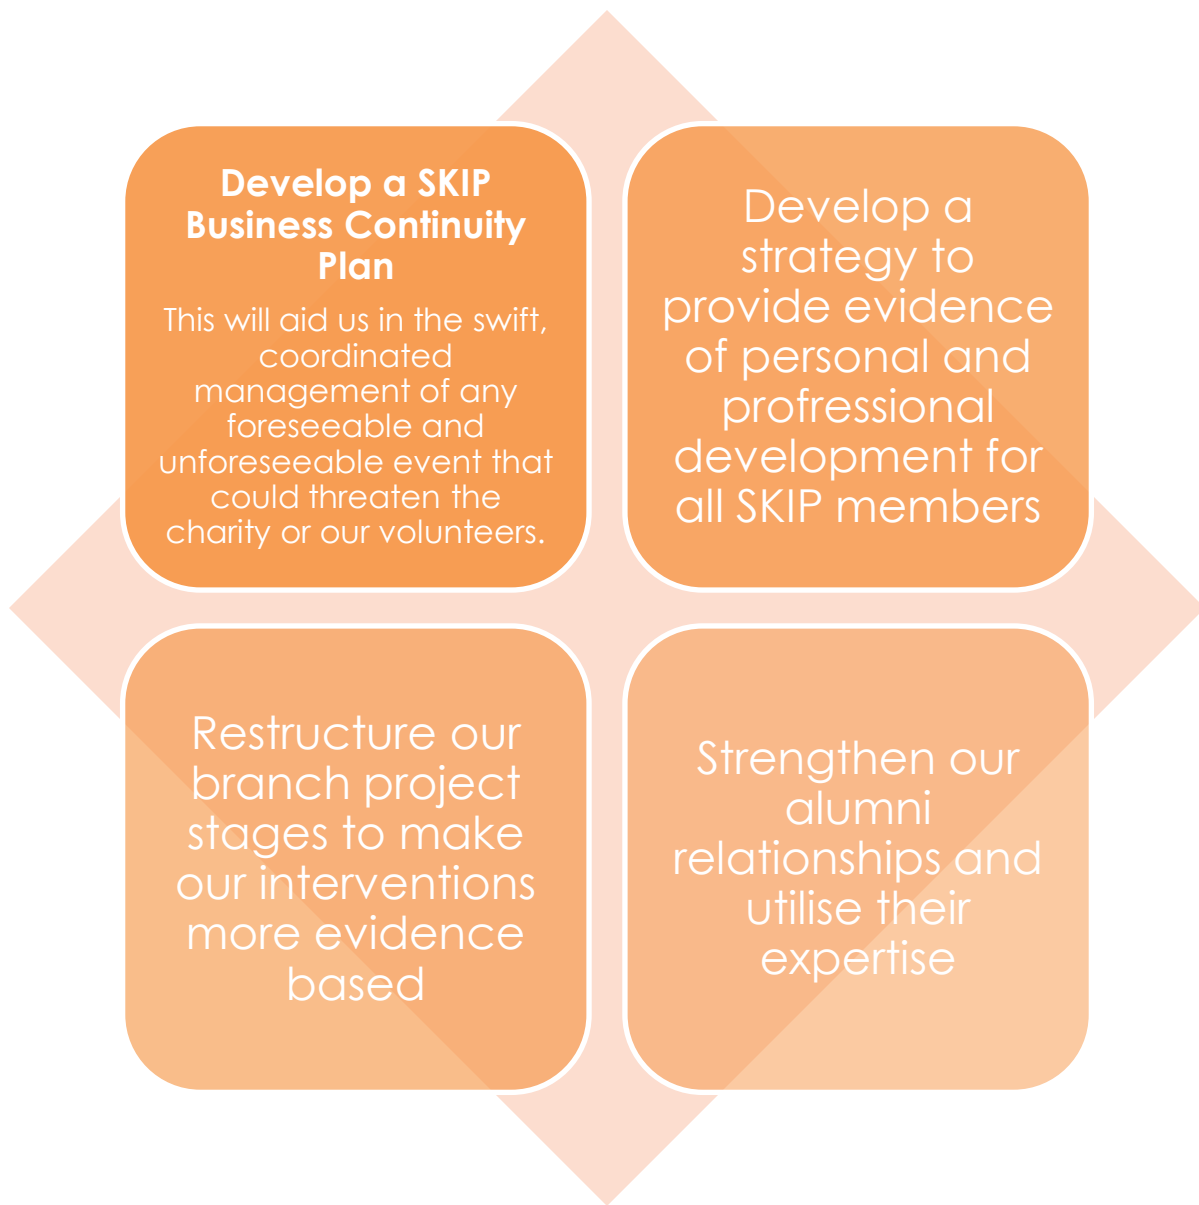 Develop a SKIP
Business Continuity
Plan
This will aid us in the swift,
coordinated
management of any
foreseeable and
unforeseeable event that
could threaten the
charity or our volunteers.
Develop a
strategy to
provide evidence
of personal and
profressional
development for
all SKIP members
Restructure our
branch project
stages to make
our interventions
more evidence
based
Strengthen our
alumni
relationships and
utilise their
expertise